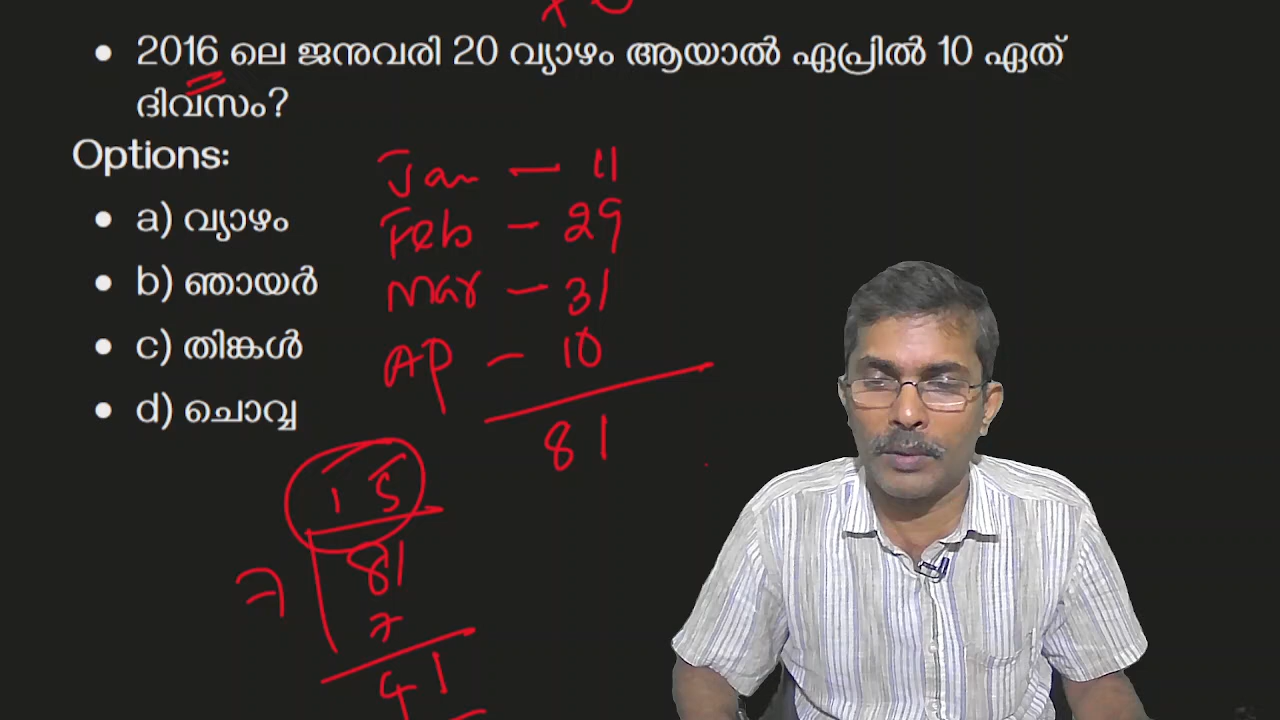 • 2016 ലെ ജനുവരി 20 വ്യാഴം ആയാൽ ഏപ്രിൽ 10 ഏത്
ദിവസം?
Options:
• a) വ്യാഴം
• b) ഞായർ
• c) തിങ്കൾ
• d) ചൊവ്വ
Jan — 11
Feb – 29
Mar – 31
AP – 10
81
15
7 81
7
41